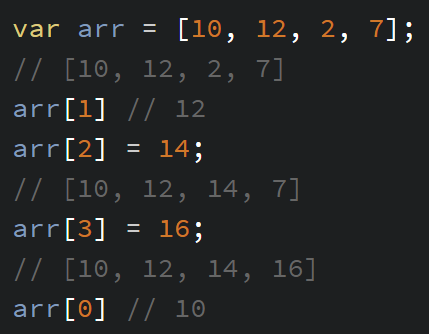 var arr = [10, 12, 2, 7];
// [10, 12, 2, 7]
arr[1] // 12
arr[2] = 14;
// [10, 12, 14, 7]
arr[3] = 16;
// [10, 12, 14, 16]
arr[0] // 10